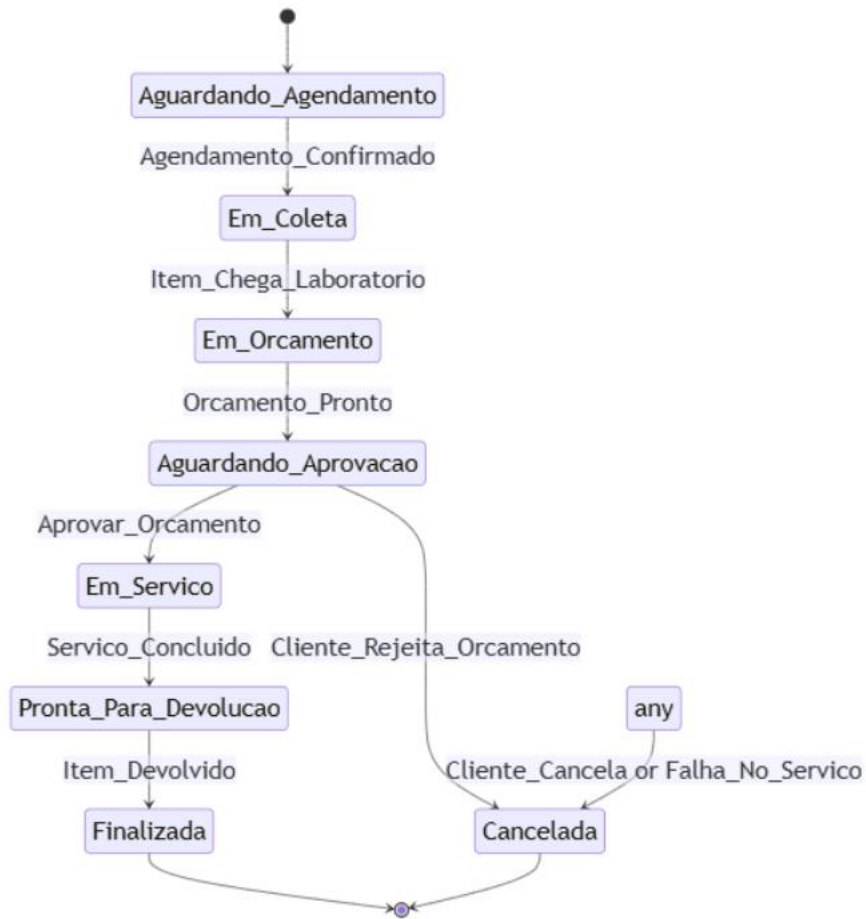 Aguardando_Agendamento
Agendamento_Confirmado
Em_Coleta
Item_Chega_Laboratorio
Em_Orcamento
Orcamento_Pronto
Aguardando_Aprovacao
Aprovar_Orcamento
Em_Servico
Servico_Concluido
Cliente_Rejeita_Orcamento
Pronta_Para_Devolucao
any
Item_Devolvido
Cliente_Cancela or Falha_No_Servico
Finalizada
Cancelada